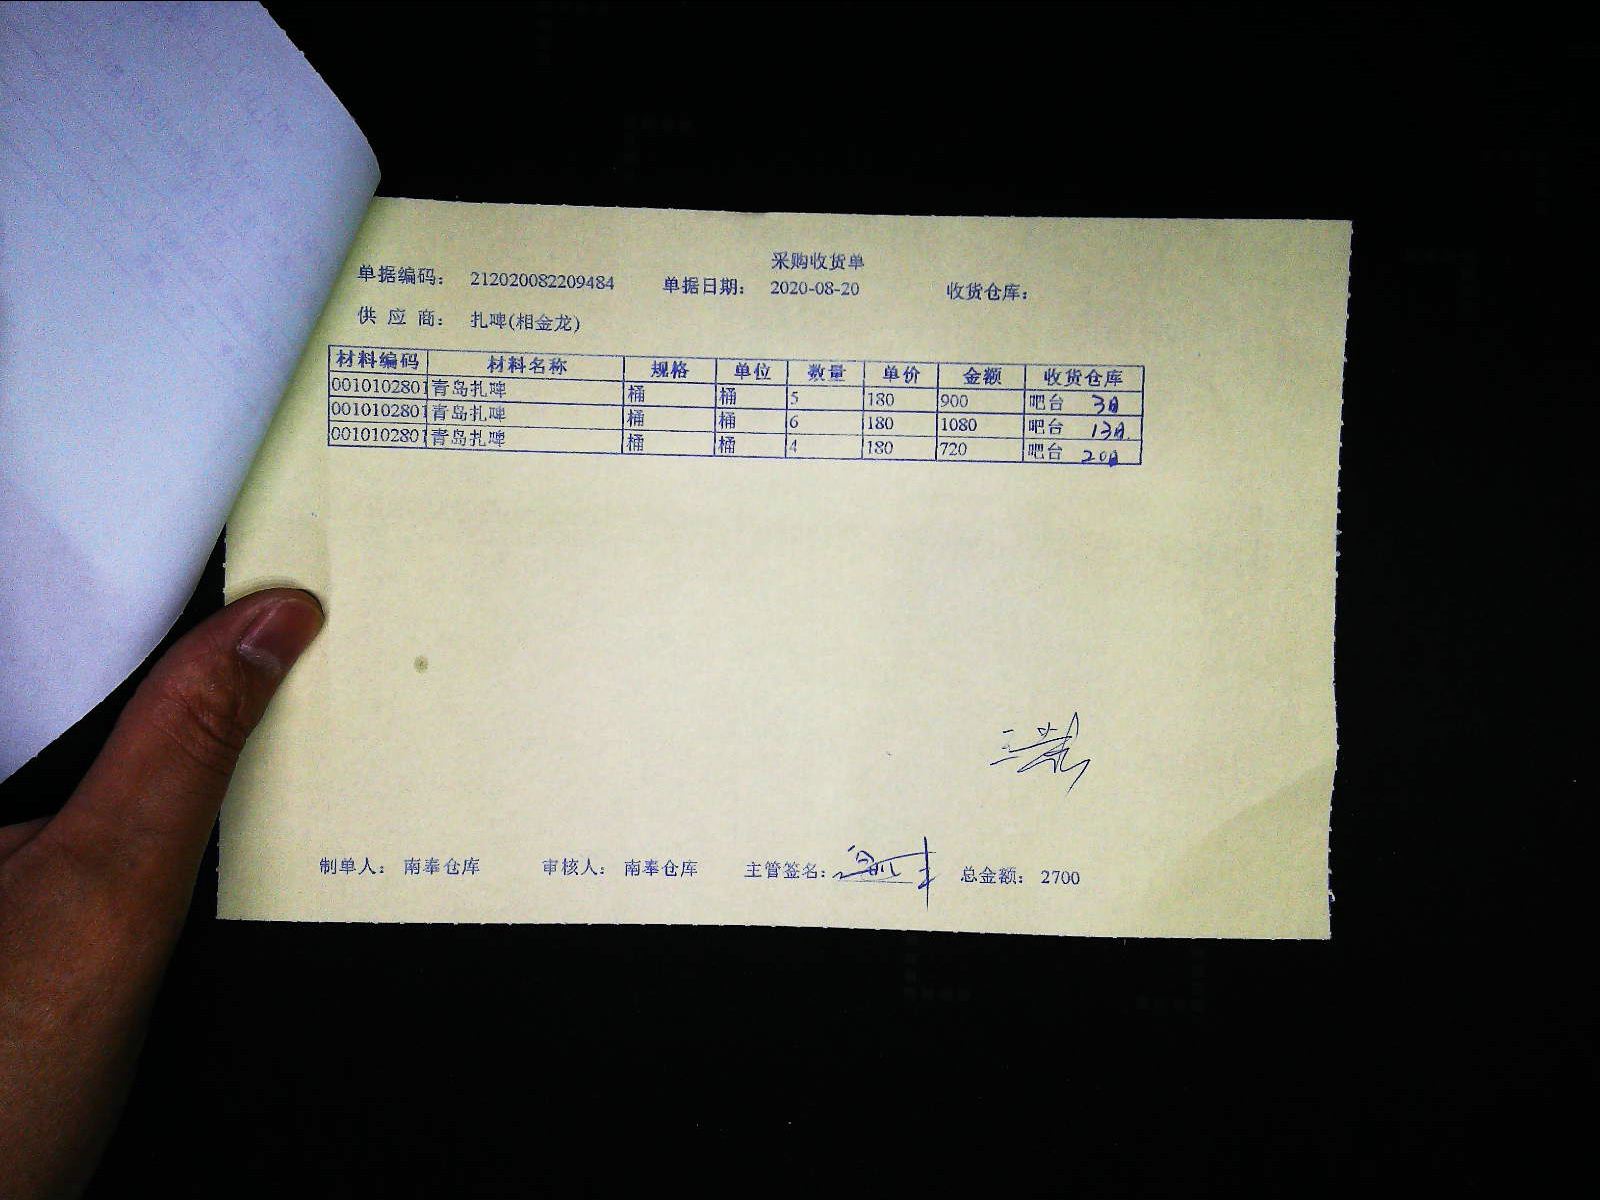 采购收货单
单据编码: 212020082209484 单据日期: 2020-08-20 收货仓库:
供应商: 扎啤(相金龙)
材料编码 材料名称 规格 单位 数量 单价 金额 收货仓库
0010102801 青岛扎啤 桶 桶 5 180 900 吧台 3日
0010102801 青岛扎啤 桶 桶 6 180 1080 吧台 13日
0010102801 青岛扎啤 桶 桶 4 180 720 吧台 20日
制单人: 南奉仓库 审核人: 南奉仓库 主管签名: 总金额: 2700